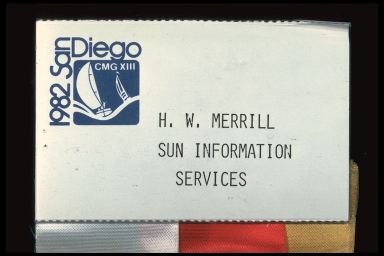 1982 San Diego
CMG XIII
H. W. MERRILL
SUN INFORMATION
SERVICES